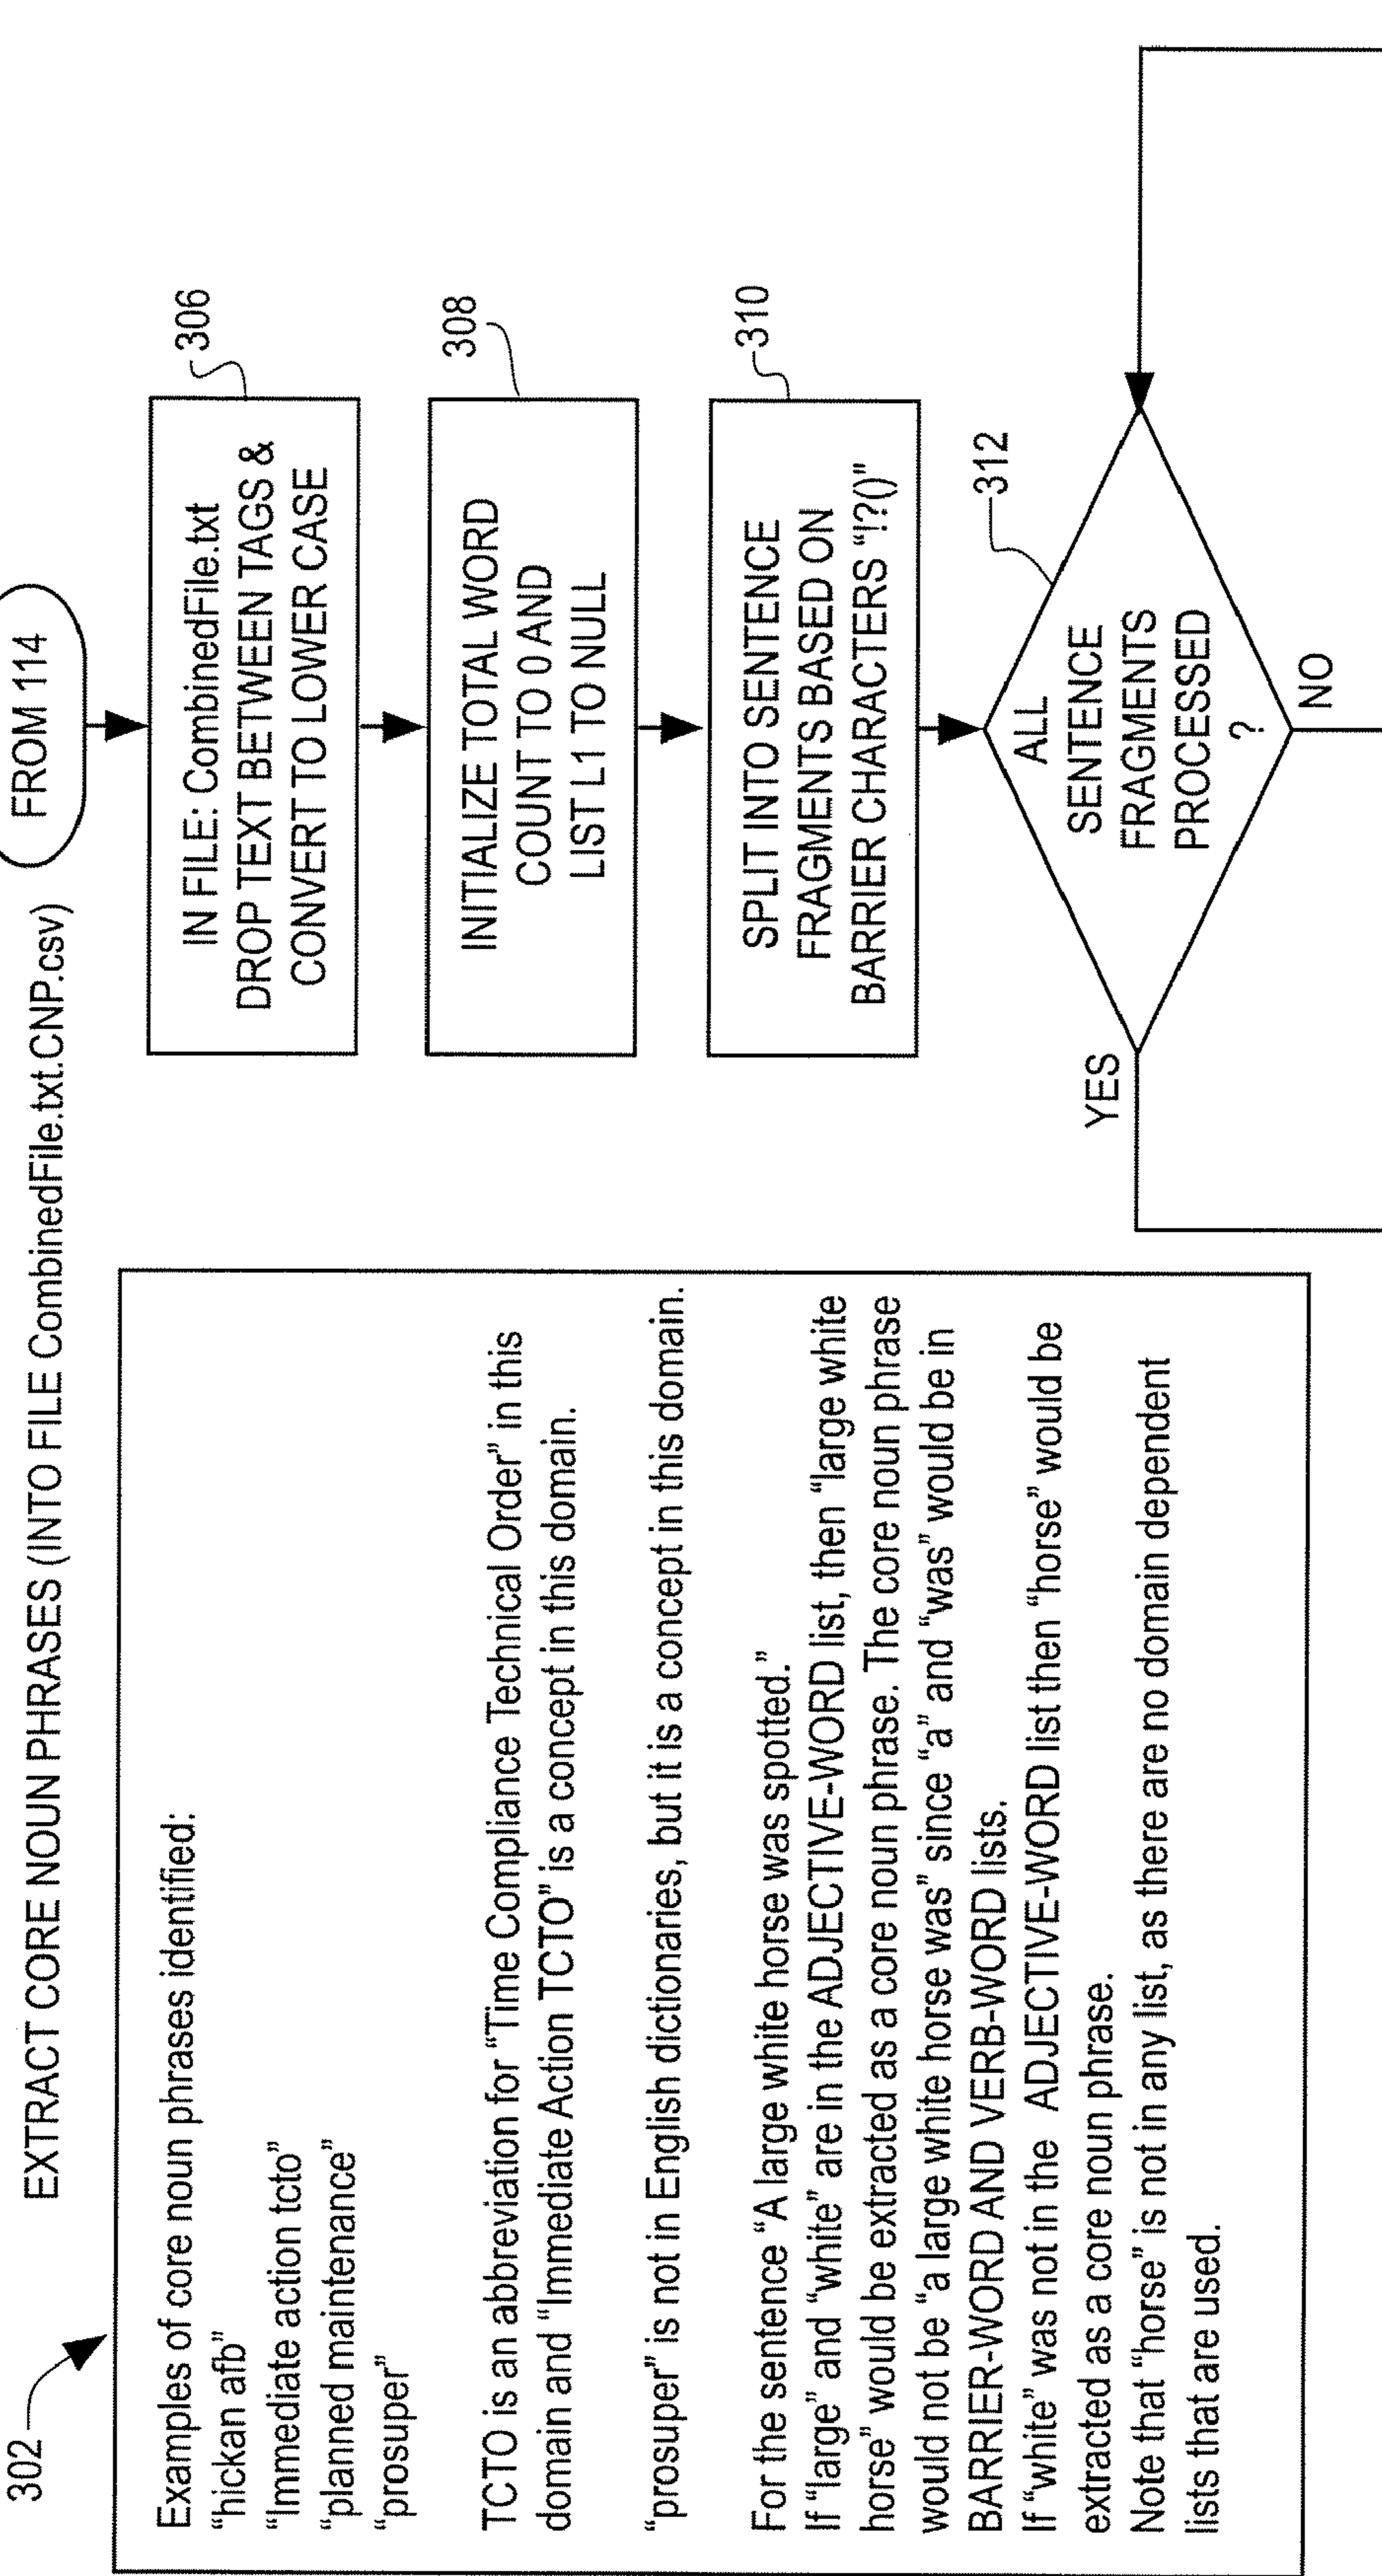 302
EXTRACT CORE NOUN PHRASES (INTO FILE CombinedFile.txt.CNP.csv)
Examples of core noun phrases identified:
“hickan afb”
“Immediate action tcto”
“planned maintenance”
“prosuper”
TCTO is an abbreviation for “Time Compliance Technical Order” in this
domain and “Immediate Action TCTO” is a concept in this domain.
“prosuper” is not in English dictionaries, but it is a concept in this domain.
For the sentence “A large white horse was spotted.”
If “large” and “white” are in the ADJECTIVE-WORD list, then “large white
horse” would be extracted as a core noun phrase. The core noun phrase
would not be “a large white horse was” since “a” and “was” would be in
BARRIER-WORD AND VERB-WORD lists.
If “white” was not in the ADJECTIVE-WORD list then “horse” would be
extracted as a core noun phrase.
Note that “horse” is not in any list, as there are no domain dependent
lists that are used.
FROM 114
IN FILE: CombinedFile.txt
DROP TEXT BETWEEN TAGS &
CONVERT TO LOWER CASE
306
INITIALIZE TOTAL WORD
COUNT TO 0 AND
LIST L1 TO NULL
308
SPLIT INTO SENTENCE
FRAGMENTS BASED ON
BARRIER CHARACTERS “!?()"
310
ALL
SENTENCE
FRAGMENTS
PROCESSED
?
312
YES
NO